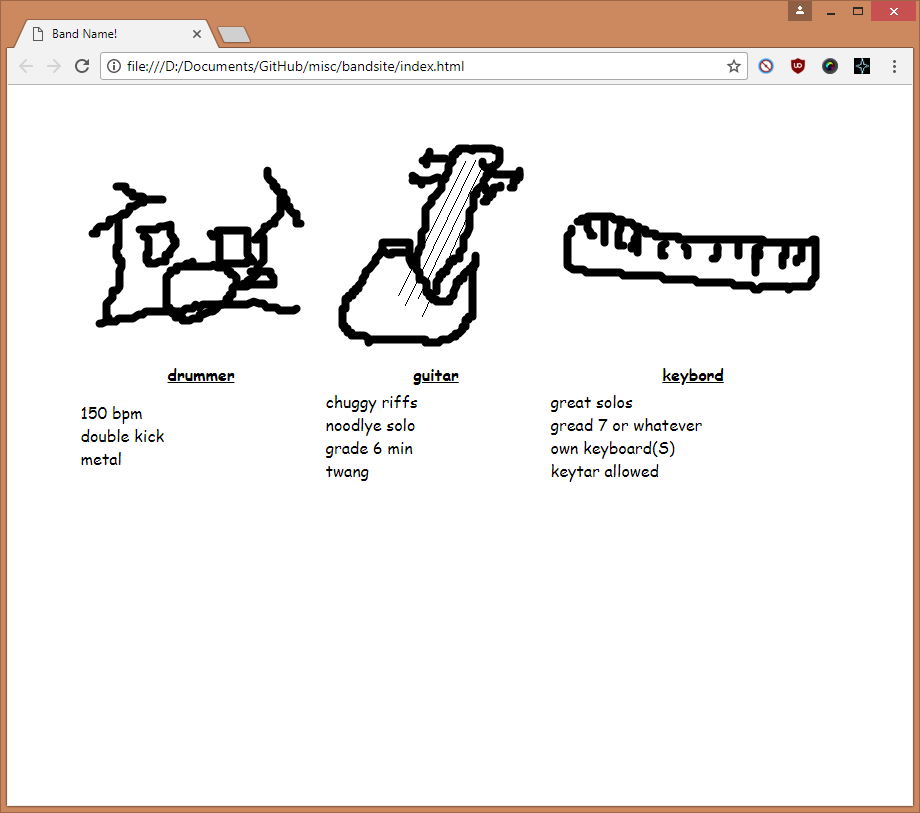 Band Name!
file:///D:/Documents/GitHub/misc/bandsite/index.html
drummer
150 bpm
double kick
metal
guitar
chuggy riffs
noodlye solo
grade 6 min
twang
keybord
great solos
gread 7 or whatever
own keyboard(S)
keytar allowed